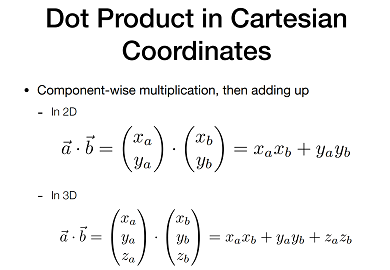 Dot Product in Cartesian
Coordinates
• Component-wise multiplication, then adding up
- In 2D
$\vec{a} \cdot \vec{b} = \begin{pmatrix} x_a \\ y_a \end{pmatrix} \cdot \begin{pmatrix} x_b \\ y_b \end{pmatrix} = x_a x_b + y_a y_b$
- In 3D
$\vec{a} \cdot \vec{b} = \begin{pmatrix} x_a \\ y_a \\ z_a \end{pmatrix} \cdot \begin{pmatrix} x_b \\ y_b \\ z_b \end{pmatrix} = x_a x_b + y_a y_b + z_a z_b$